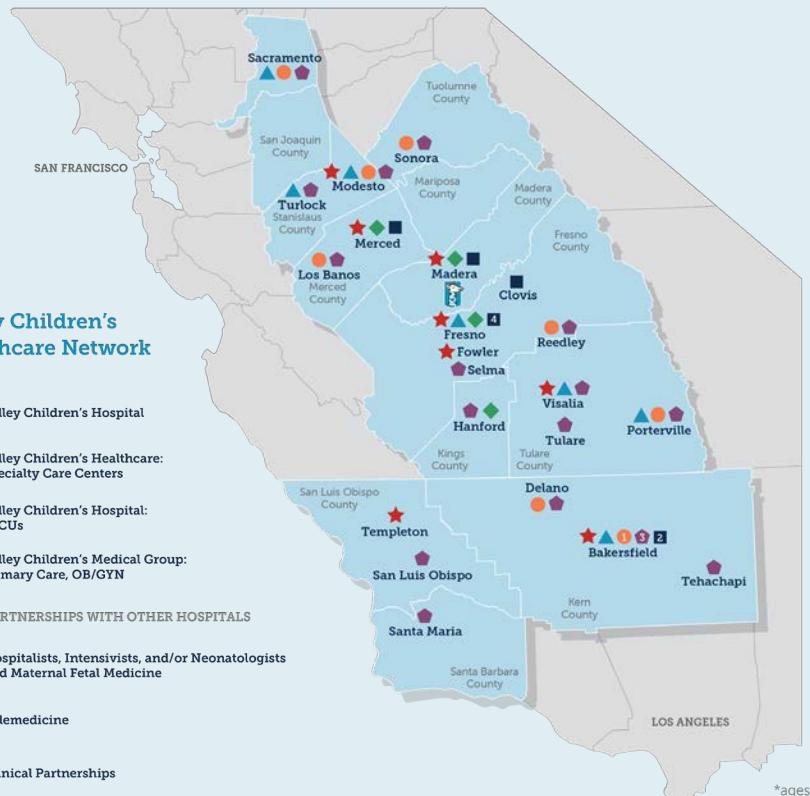 Sacramento
Tuolumne
County
San Joaquin
County
Sonora
SAN FRANCISCO
Modesto
Mariposa
County
Madera
County
Turlock
Stanislaus
County
Merced
Fresno
County
Los Banos
Merced
County
Madera
Clovis
4
Fresno
Reedley
Fowler
Selma
Visalia
Hanford
Tulare
Porterville
Kings
County
Tulare
County
San Luis Obispo
County
Delano
Templeton
1 3 2
Bakersfield
San Luis Obispo
Tehachapi
Kern
County
Santa Maria
Santa Barbara
County
LOS ANGELES
y Children's
hcare Network
lley Children's Hospital
lley Children's Healthcare:
ecialty Care Centers
lley Children's Hospital:
CUs
lley Children's Medical Group:
mary Care, OB/GYN
RTNERSHIPS WITH OTHER HOSPITALS
ospitalists, Intensivists, and/or Neonatologists
d Maternal Fetal Medicine
lemedicine
nical Partnerships
*ages